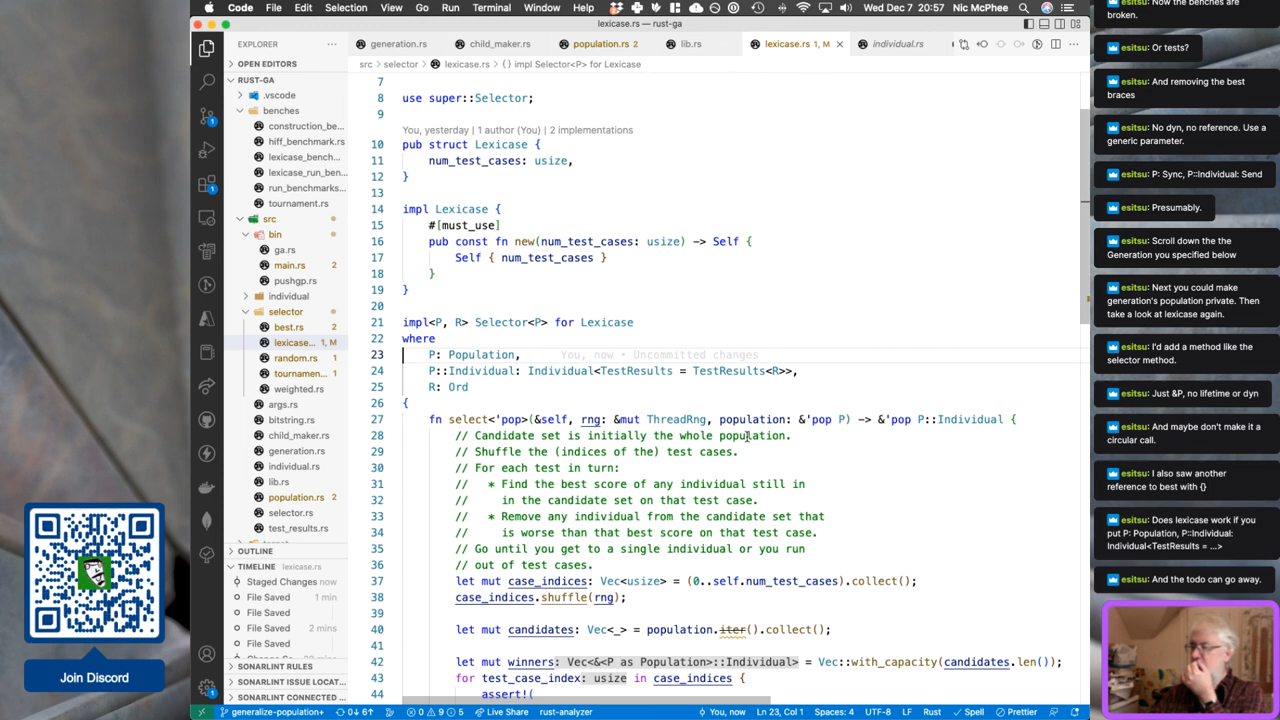 Code File Edit Selection View Go Run Terminal Window Help Wed Dec 7 20:57 Nic McPhee
lexicase.rs — rust-ga
EXPLORER
OPEN EDITORS
RUST-GA
.vscode
benches
construction_be...
hiff_benchmark.rs
lexicase_bench...
lexicase_run_ben...
run_benchmarks...
tournament.rs
src
bin
ga.rs
main.rs 2
pushgp.rs
individual
selector
best.rs 2
lexicase... 1, M
random.rs 1
tournamen... 1
weighted.rs
args.rs
bitstring.rs
child_maker.rs
generation.rs
individual.rs
lib.rs
population.rs 2
selector.rs
test_results.rs
OUTLINE
TIMELINE lexicase.rs
Staged Changes now
File Saved 1 min
File Saved
File Saved 2 mins
File Saved
SONARLINT RULES
SONARLINT ISSUE LOCAT...
SONARLINT CONNECTED...
generation.rs child_maker.rs population.rs 2 lib.rs lexicase.rs 1, M individual.rs
src > selector > lexicase.rs > {} impl Selector<P> for Lexicase
7
8 use super::Selector;
9
You, yesterday | 1 author (You) | 2 implementations
10 pub struct Lexicase {
11 num_test_cases: usize,
12 }
13
14 impl Lexicase {
15 #[must_use]
16 pub const fn new(num_test_cases: usize) -> Self {
17 Self { num_test_cases }
18 }
19 }
20
21 impl<P, R> Selector<P> for Lexicase
22 where
23 P: Population, You, now • Uncommitted changes
24 P::Individual: Individual<TestResults = TestResults<R>>,
25 R: Ord
26 {
27 fn select<'pop>(&self, rng: &mut ThreadRng, population: &'pop P) -> &'pop P::Individual {
28 // Candidate set is initially the whole population.
29 // Shuffle the (indices of the) test cases.
30 // For each test in turn:
31 // * Find the best score of any individual still in
32 // in the candidate set on that test case.
33 // * Remove any individual from the candidate set that
34 // is worse than that best score on that test case.
35 // Go until you get to a single individual or you run
36 // out of test cases.
37 let mut case_indices: Vec<usize> = (0..self.num_test_cases).collect();
38 case_indices.shuffle(rng);
39
40 let mut candidates: Vec<_> = population.iter().collect();
41
42 let mut winners: Vec<&<P as Population>::Individual> = Vec::with_capacity(candidates.len());
43 for test_case_index: usize in case_indices {
44 assert!(
generalize-population+ 0↓ 6↑ 0 9 5 Live Share rust-analyzer You, now Ln 23, Col 1 Spaces: 4 UTF-8 LF Rust Spell Prettier
Now the benches are
broken.
esitsu: Or tests?
esitsu: And removing the best
braces
esitsu: No dyn, no reference. Use a
generic parameter.
esitsu: P: Sync, P::Individual: Send
esitsu: Presumably.
esitsu: Scroll down the the
Generation you specified below
esitsu: Next you could make
generation's population private. Then
take a look at lexicase again.
esitsu: I'd add a method like the
selector method.
esitsu: Just &P, no lifetime or dyn
esitsu: And maybe don't make it a
circular call.
esitsu: I also saw another
reference to best with {}
esitsu: Does lexicase work if you
put P: Population, P::Individual:
Individual<TestResults = ...>
esitsu: And the todo can go away.
Join Discord